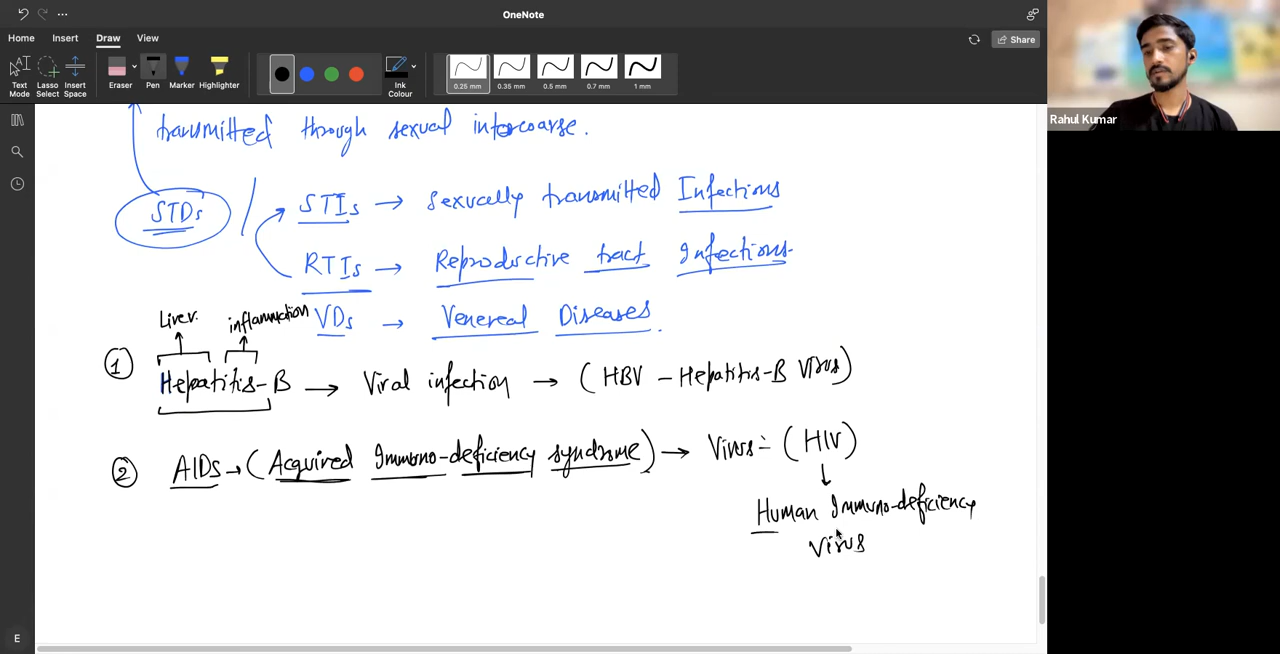 OneNote
Home Insert Draw View
Share
Text Mode
Lasso Select
Insert Space
Eraser
Pen
Marker
Highlighter
Ink Colour
0.25 mm
0.35 mm
0.5 mm
0.7 mm
1 mm
Rahul Kumar
transmitted through sexual intercoarse.
STDs / STIs → Sexually transmitted Infections
RTIs → Reproductive tract Infections
VDs → Venereal Diseases.
Liver. inflammation
① Hepatitis-B → Viral infection → (HBV - Hepatitis-B Virus)
② AIDs → (Acquired Immuno-deficiency syndrome) → Virus = (HIV)
↓
Human Immuno-deficiency
Virus
E